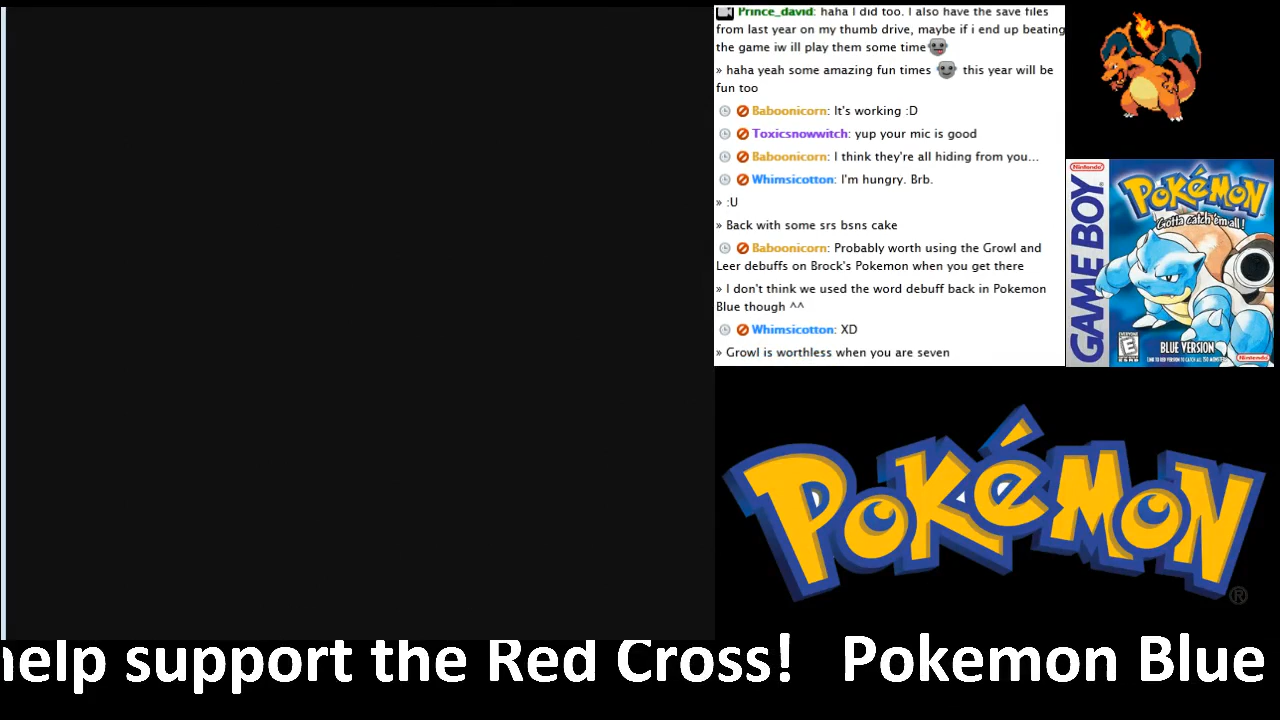 Prince_david: haha I did too. I also have the save files
from last year on my thumb drive, maybe if i end up beating
the game iw ill play them some time
» haha yeah some amazing fun times this year will be
fun too
Baboonicorn: It's working :D
Toxicsnowwitch: yup your mic is good
Baboonicorn: I think they're all hiding from you...
Whimsicotton: I'm hungry. Brb.
» :U
» Back with some srs bsns cake
Baboonicorn: Probably worth using the Growl and
Leer debuffs on Brock's Pokemon when you get there
» I don't think we used the word debuff back in Pokemon
Blue though ^^
Whimsicotton: XD
» Growl is worthless when you are seven
Nintendo
GAME BOY
POKéMON
Gotta catch 'em all!
EVERYONE
E
BLUE VERSION
Nintendo
POKéMON
®
help support the Red Cross! Pokemon Blue